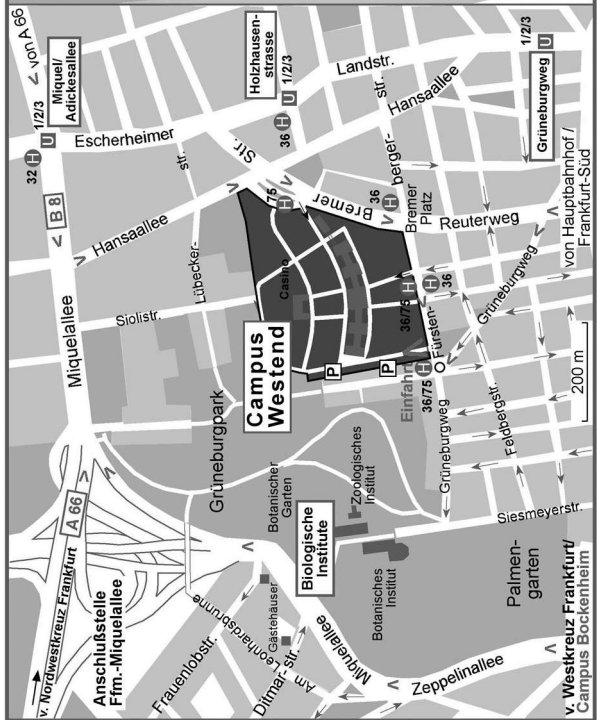 v. Nordwestkreuz Frankfurt
A 66
Anschlußstelle
Ffm.-Miquelallee
Miquelallee
B 8
32 H
U 1/2/3
Miquel/
Adickesallee
von A 66
Escherheimer
Landstr.
36 H
U 1/2/3
Holzhausen-
strasse
Hansaallee
Hansaallee
Siolistr.
Lübecker-
str.
Bremer
Str.
H 75
Casino
Campus
Westend
P
P
Einfahrt
36/75
H
36/75 H
H 36
36 H
Fürsten-
berger-
str.
Bremer
Platz
Reuterweg
1/2/3
U
Grüneburgweg
von Hauptbahnhof /
Frankfurt-Süd
Grüneburgweg
Grüneburgweg
Feldbergstr.
200 m
Grüneburgpark
Botanischer
Garten
Biologische
Institute
Zoologisches
Institut
Botanisches
Institut
Siesmeyerstr.
Palmen-
garten
Frauenlobstr.
Am Leonhardsbrunne
Gästehäuser
Ditmar-str.
Miquelallee
Zeppelinallee
v. Westkreuz Frankfurt/
Campus Bockenheim